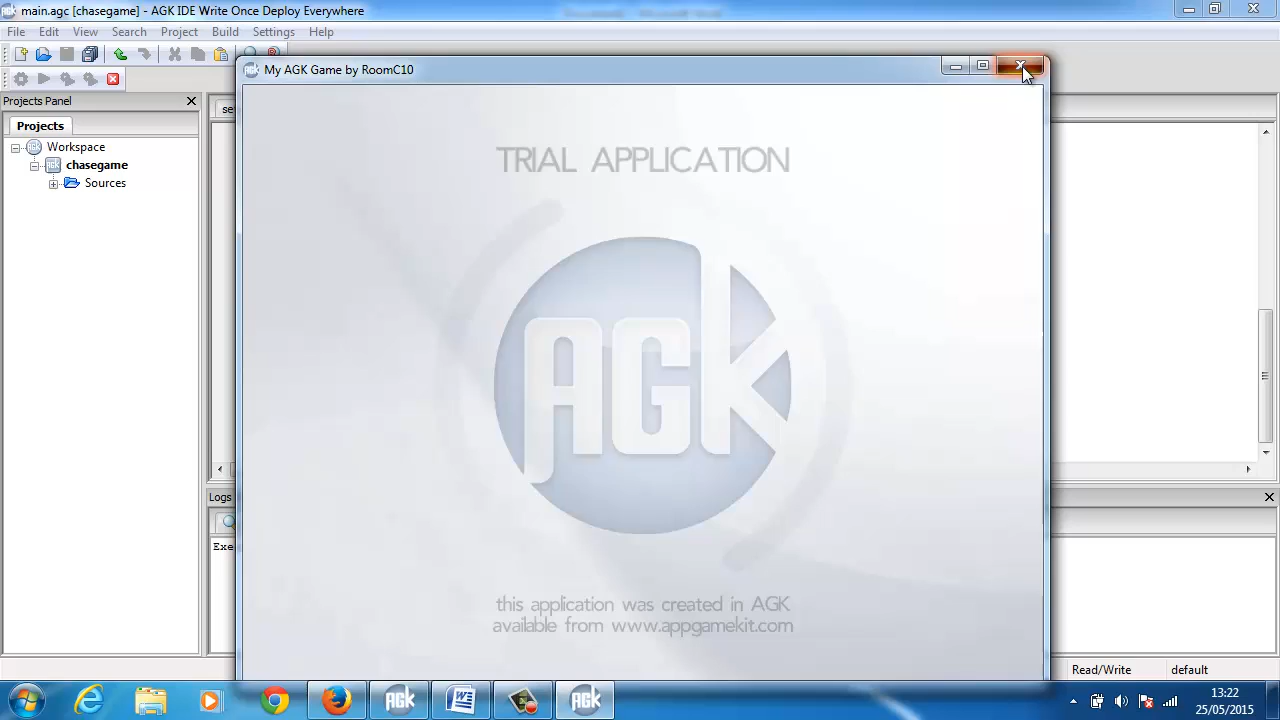 main.agc [chasegame] - AGK IDE Write Once Deploy Everywhere
File Edit View Search Project Build Settings Help
My AGK Game by RoomC10
Projects Panel
Projects
Workspace
chasegame
Sources
TRIAL APPLICATION
AGK
this application was created in AGK
available from www.appgamekit.com
Logs
Read/Write default
AGK AGK
13:22
25/05/2015